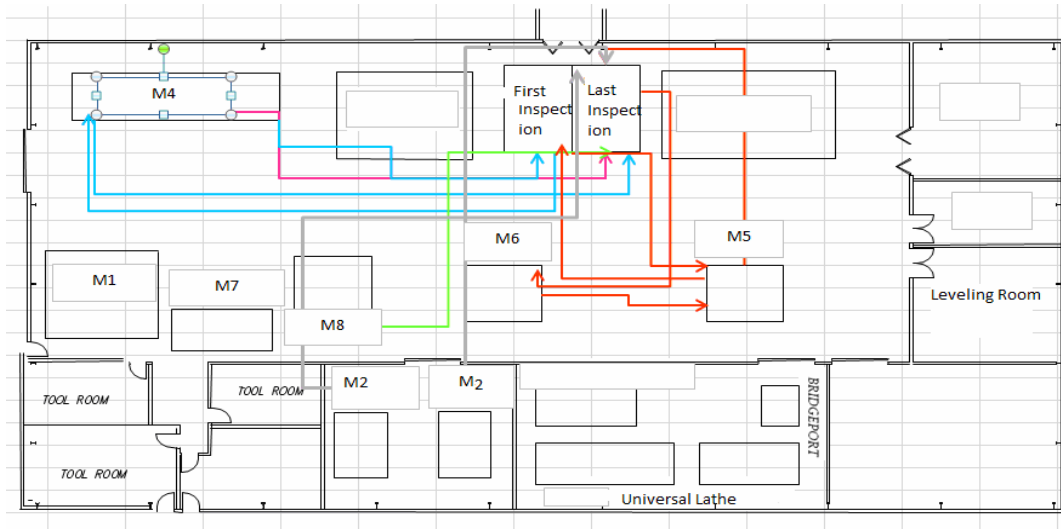 M4
First
Inspect
ion
Last
Inspect
ion
M6
M5
M1
M7
M8
Leveling Room
M2
M2
TOOL ROOM
TOOL ROOM
BRIDGEPORT
TOOL ROOM
Universal Lathe